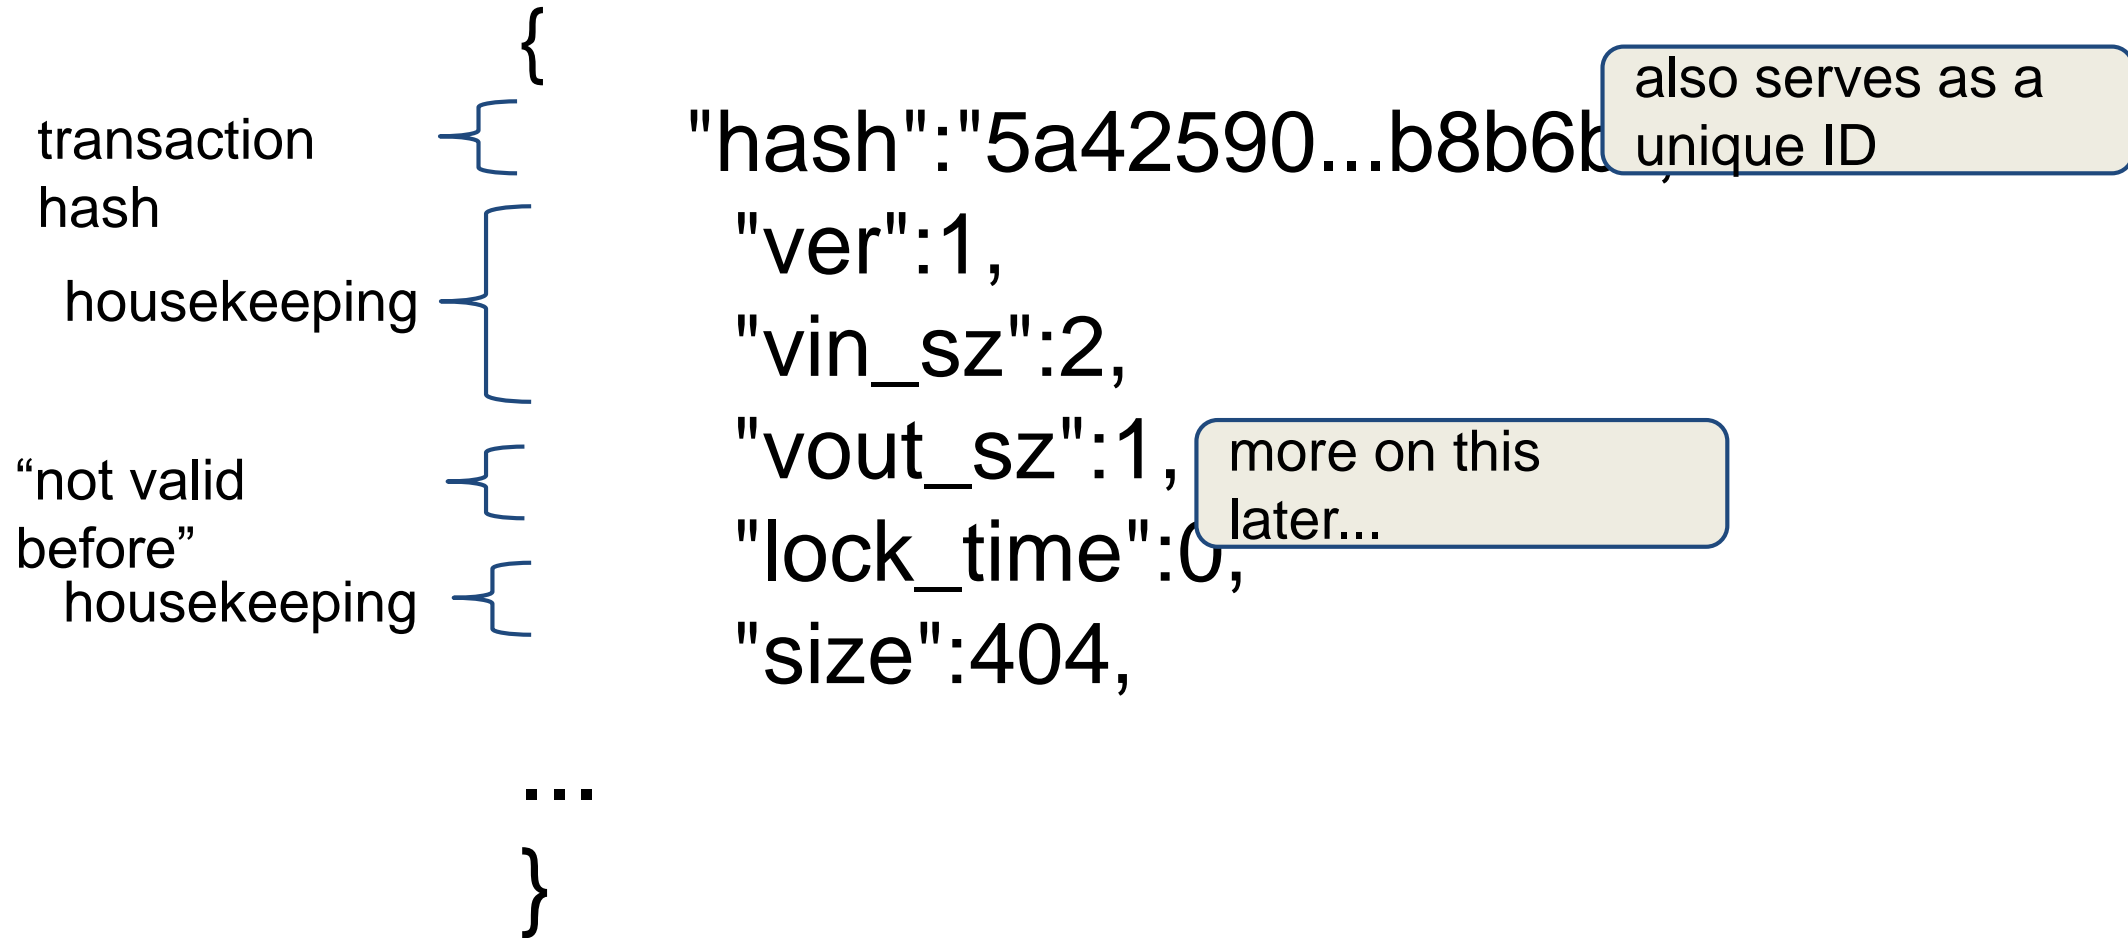 {
transaction
hash
"hash":"5a42590...b8b6b
also serves as a
unique ID
housekeeping
"ver":1,
"vin_sz":2,
"vout_sz":1,
“not valid
before”
"lock_time":0,
more on this
later...
housekeeping
"size":404,
...
}